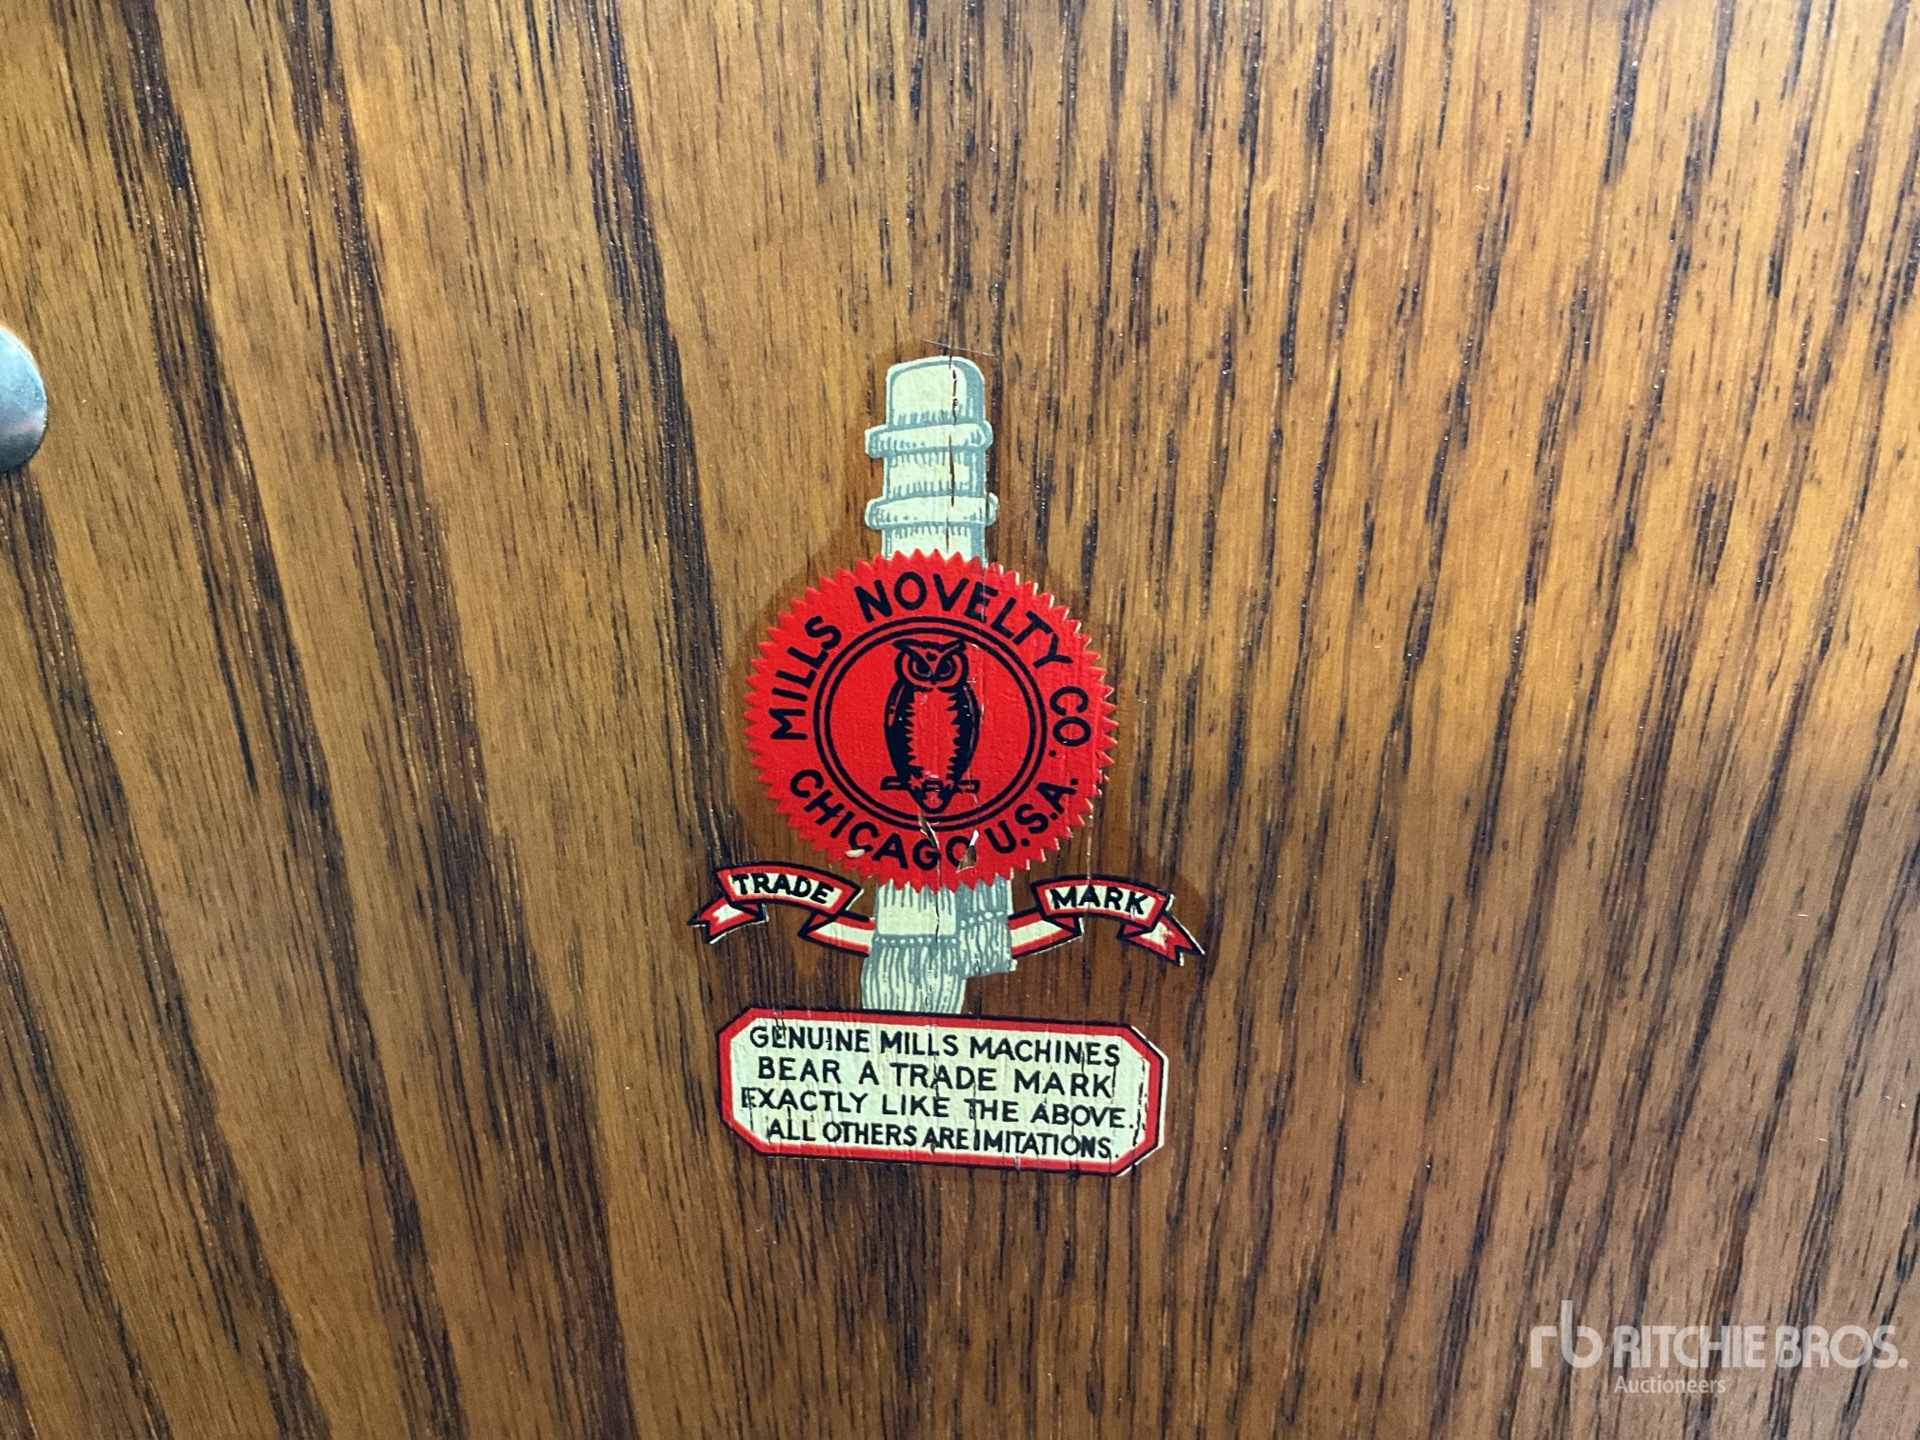 MILLS NOVELTY CO.
CHICAGO U.S.A.
TRADE MARK
GENUINE MILLS MACHINES
BEAR A TRADE MARK
EXACTLY LIKE THE ABOVE.
ALL OTHERS ARE IMITATIONS.
rb RITCHIE BROS.
Auctioneers